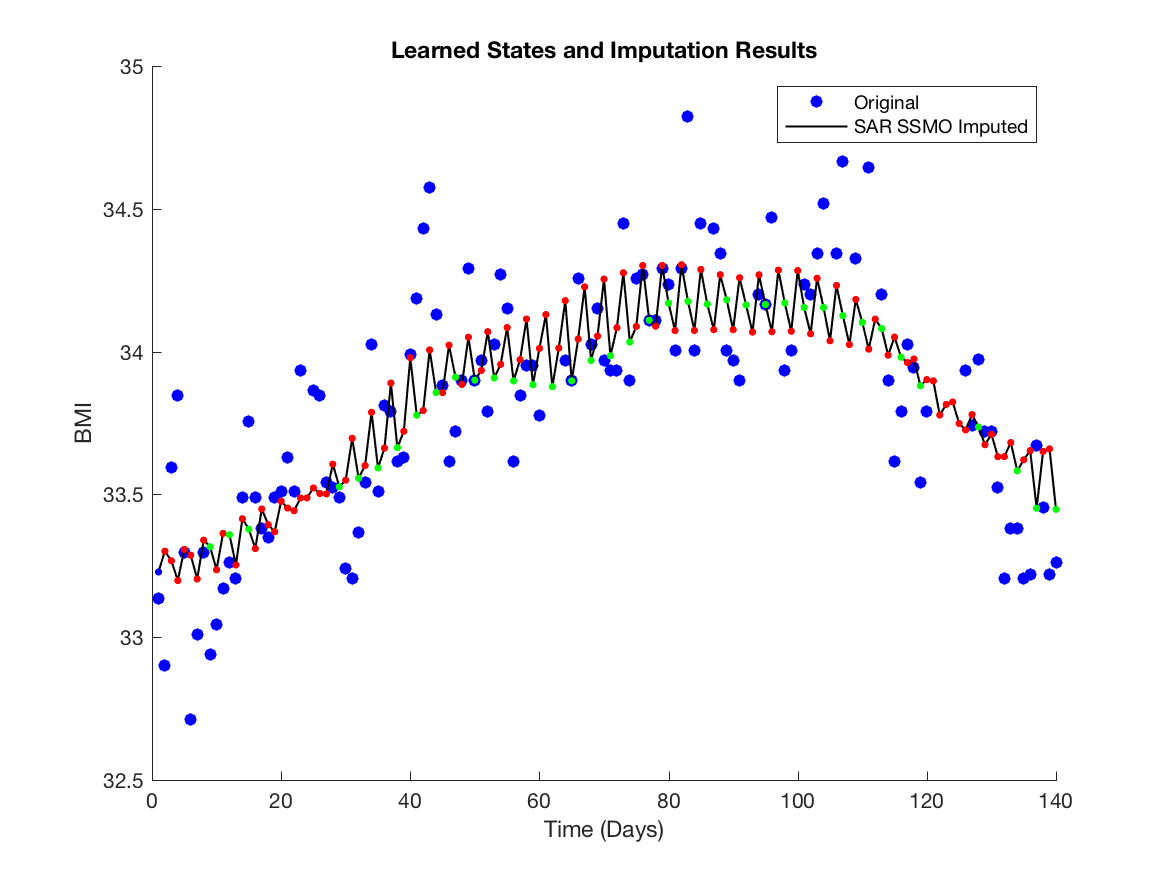 Learned States and Imputation Results
Original
SAR SSMO Imputed
35
34.5
34
33.5
33
32.5
BMI
0 20 40 60 80 100 120 140
Time (Days)